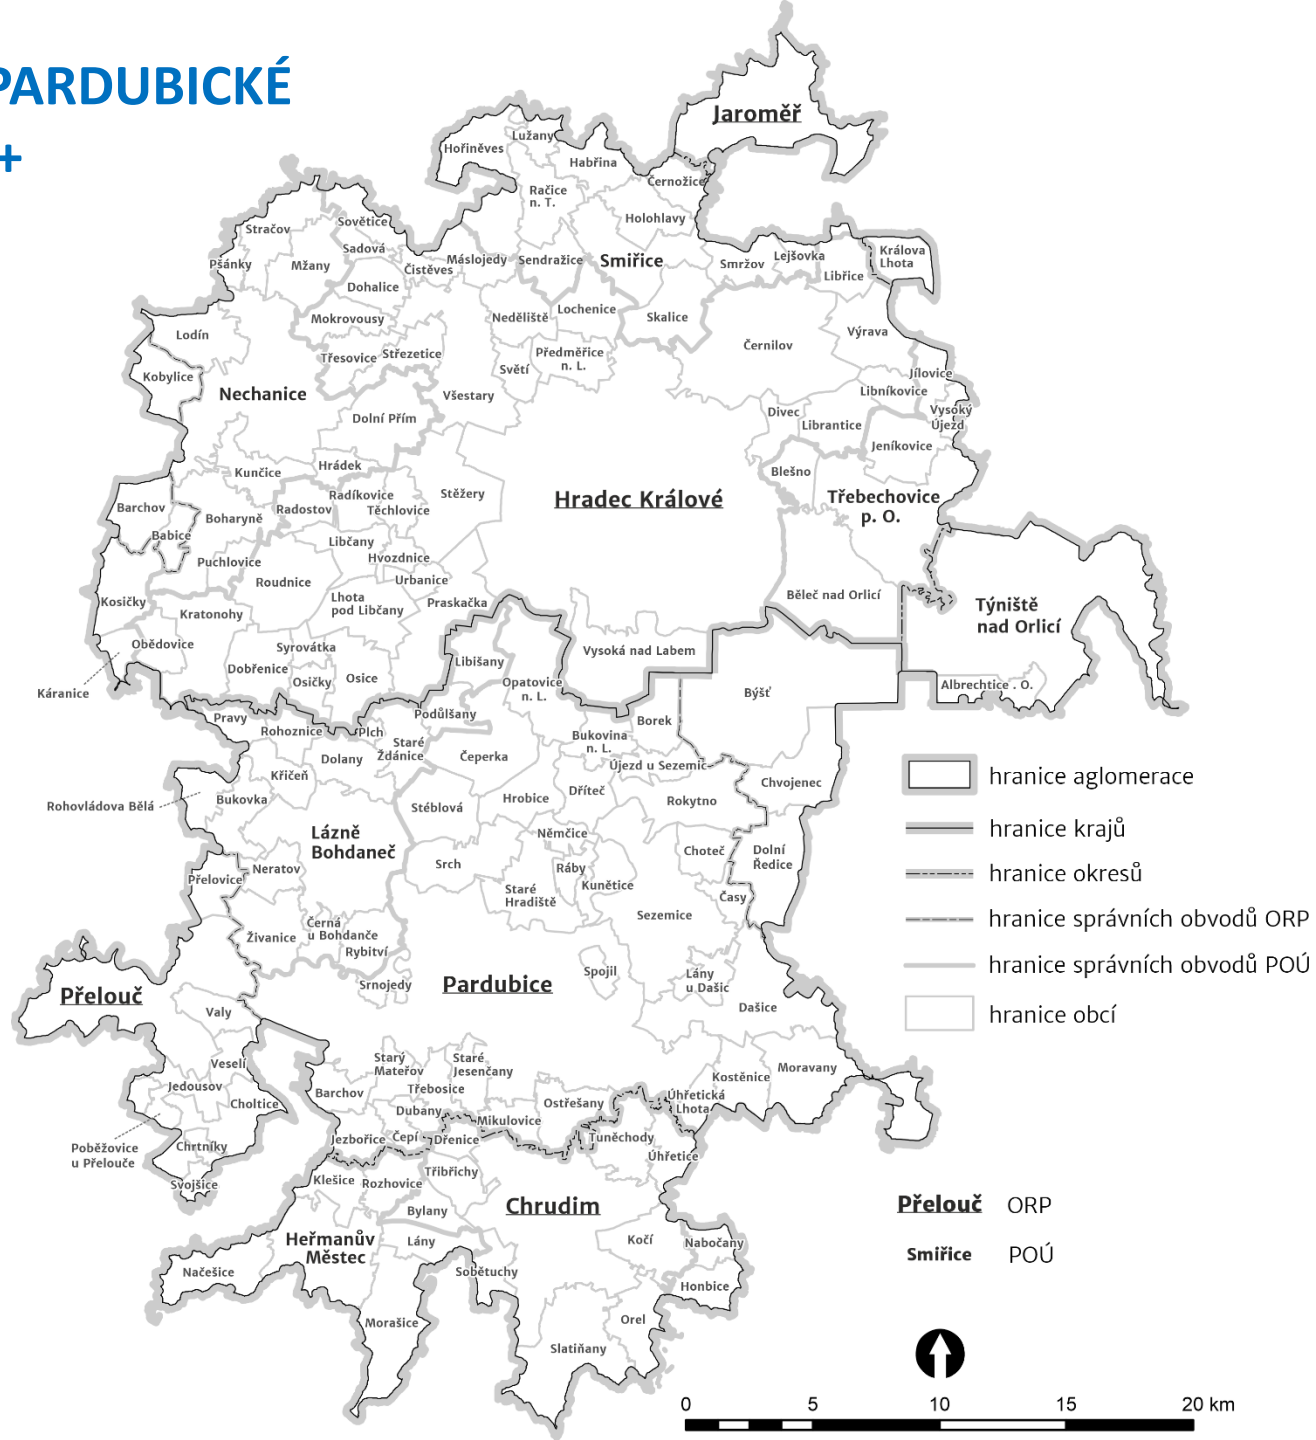 PARDUBICKÉ
+
Jaroměř
Lužany
Hořiněves
Habřina
Černožice
Račice
n. T.
Holohlavy
Sovětice
Stračov
Sadová
Pšánky
Mžany
Čistěves
Máslojedy
Sendražice
Smiřice
Smržov
Lejšovka
Králova
Lhota
Libřice
Dohalice
Lochenice
Neděliště
Skalice
Mokrovousy
Lodín
Výrava
Černilov
Třesovice
Střezetice
Předměřice
n. L.
Světí
Kobylice
Jílovice
Nechanice
Všestary
Libníkovice
Dolní Přím
Divec
Librantice
Vysoký
Újezd
Jeníkovice
Kunčice
Hrádek
Blešno
Stěžery
Hradec Králové
Třebechovice
p. O.
Radíkovice
Radostov
Těchlovice
Barchov
Boharyně
Babice
Libčany
Hvozdnice
Puchlovice
Roudnice
Urbanice
Lhota
pod Libčany
Praskačka
Běleč nad Orlicí
Týniště
nad Orlicí
Kosičky
Kratonohy
Obědovice
Syrovátka
Dobřenice
Osičky
Osice
Libišany
Vysoká nad Labem
Káranice
Opatovice
n. L.
Býšť
Albrechtice . O.
Pravy
Rohoznice
Plch
Podůlšany
Borek
Bukovina
n. L.
Staré
Ždánice
Dolany
Čeperka
Újezd u Sezemic
Křičeň
Chvojenec
Rohovládova Bělá
Bukovka
Stéblová
Hrobice
Dříteč
Rokytno
Lázně
Bohdaneč
Němčice
Choteč
Dolní
Ředice
Srch
Ráby
Neratov
Přelovice
Kunětice
Staré
Hradiště
Časy
Sezemice
Černá
u Bohdanče
Živanice
Rybitví
Spojil
Lány
u Dašic
Srnojedy
Pardubice
Přelouč
Valy
Dašice
Starý
Mateřov
Staré
Jesenčany
Veselí
Moravany
Kostěnice
Jedousov
Třebosice
Barchov
Choltice
Úhřetická
Lhota
Ostřešany
Dubany
Mikulovice
Poběžovice
u Přelouče
Chrtníky
Jezbořice
Čepí
Dřenice
Tuněchody
Úhřetice
Svojšice
Klešice
Rozhovice
Třibřichy
Bylany
Chrudim
Heřmanův
Městec
Lány
Kočí
Nabočany
Načešice
Sobětuchy
Honbice
Morašice
Orel
Slatiňany
hranice aglomerace
hranice krajů
hranice okresů
hranice správních obvodů ORP
hranice správních obvodů POÚ
hranice obcí
Přelouč ORP
Smiřice POÚ
0 5 10 15 20 km